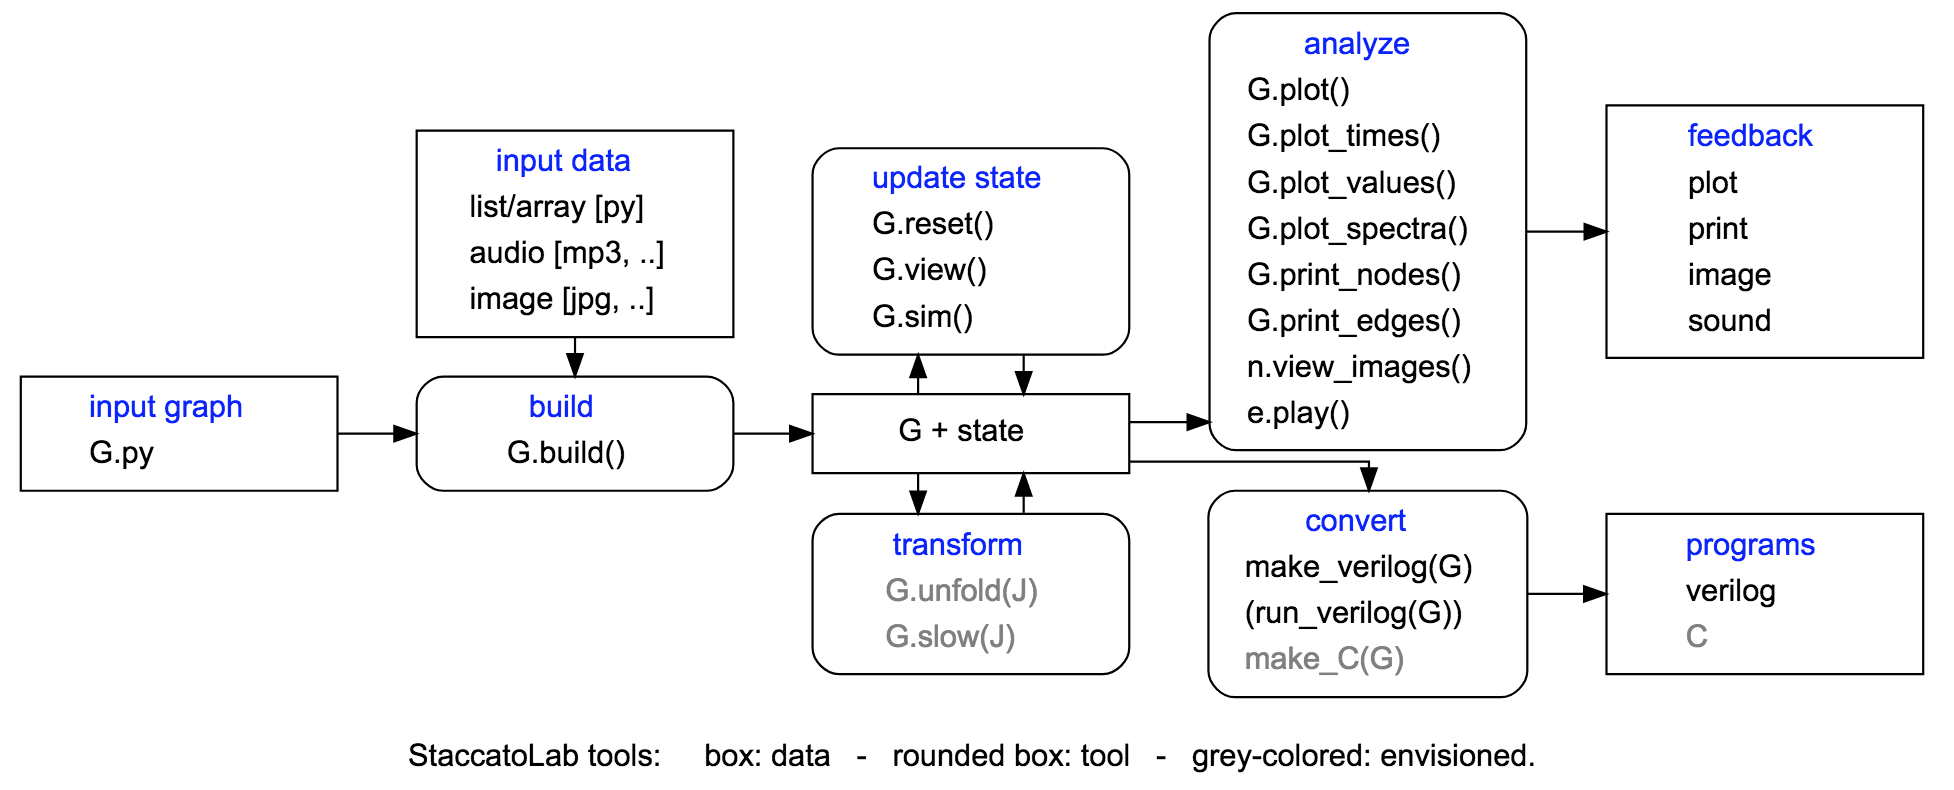 input graph
G.py
input data
list/array [py]
audio [mp3, ..]
image [jpg, ..]
build
G.build()
update state
G.reset()
G.view()
G.sim()
G + state
transform
G.unfold(J)
G.slow(J)
analyze
G.plot()
G.plot_times()
G.plot_values()
G.plot_spectra()
G.print_nodes()
G.print_edges()
n.view_images()
e.play()
convert
make_verilog(G)
(run_verilog(G))
make_C(G)
feedback
plot
print
image
sound
programs
verilog
C
StaccatoLab tools: box: data - rounded box: tool - grey-colored: envisioned.